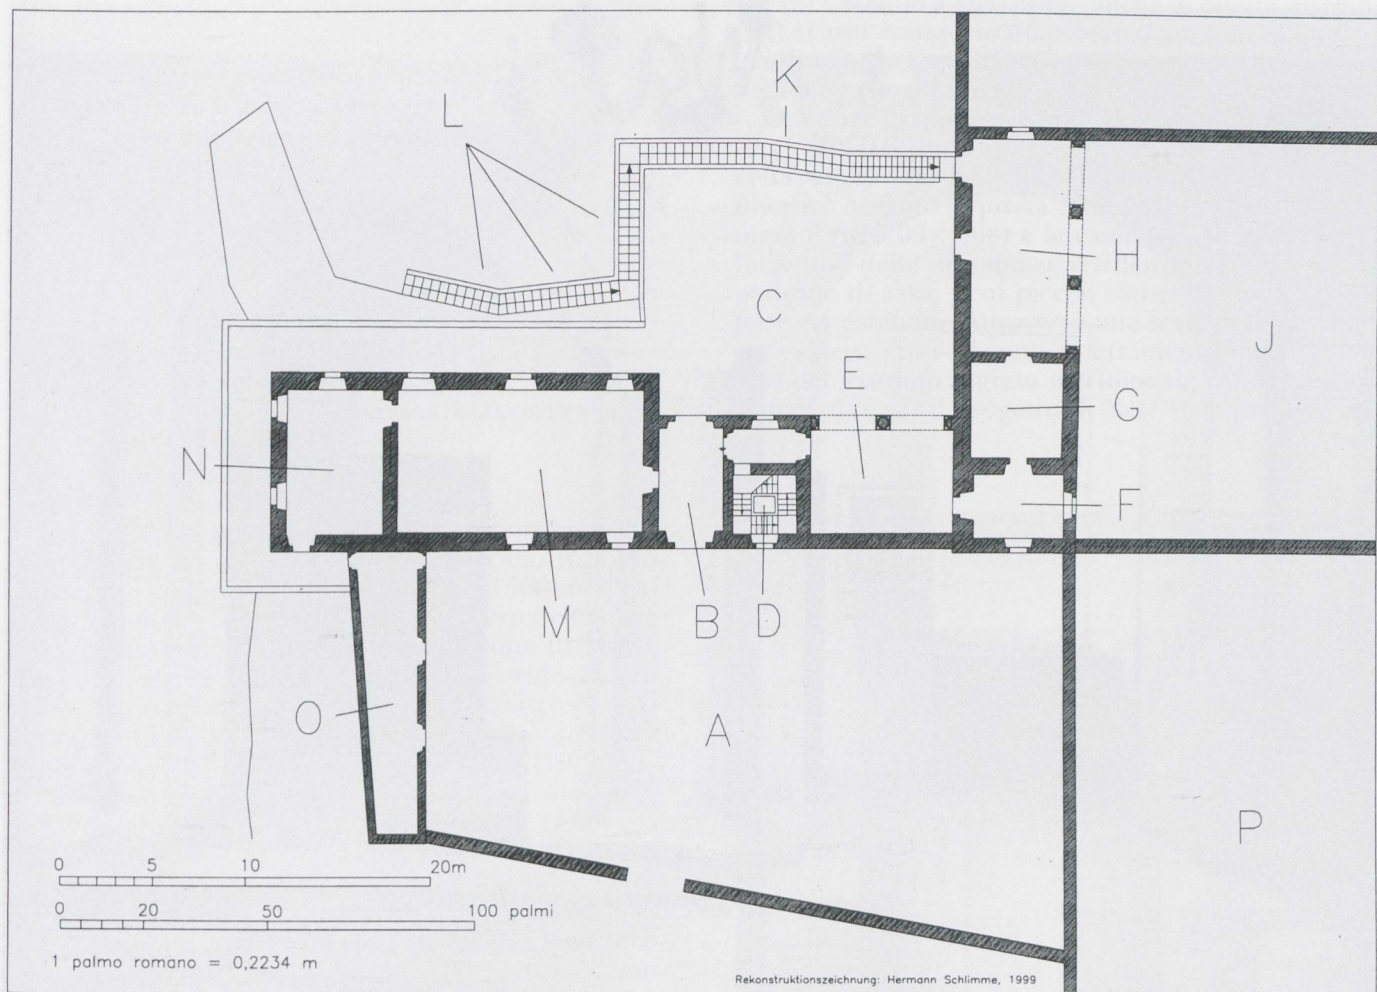 K
L
H
C
J
E
G
N
F
M
B
D
O
A
P
0 5 10 20m
0 20 50 100 palmi
1 palmo romano = 0,2234 m
Rekonstruktionszeichnung: Hermann Schlimme, 1999